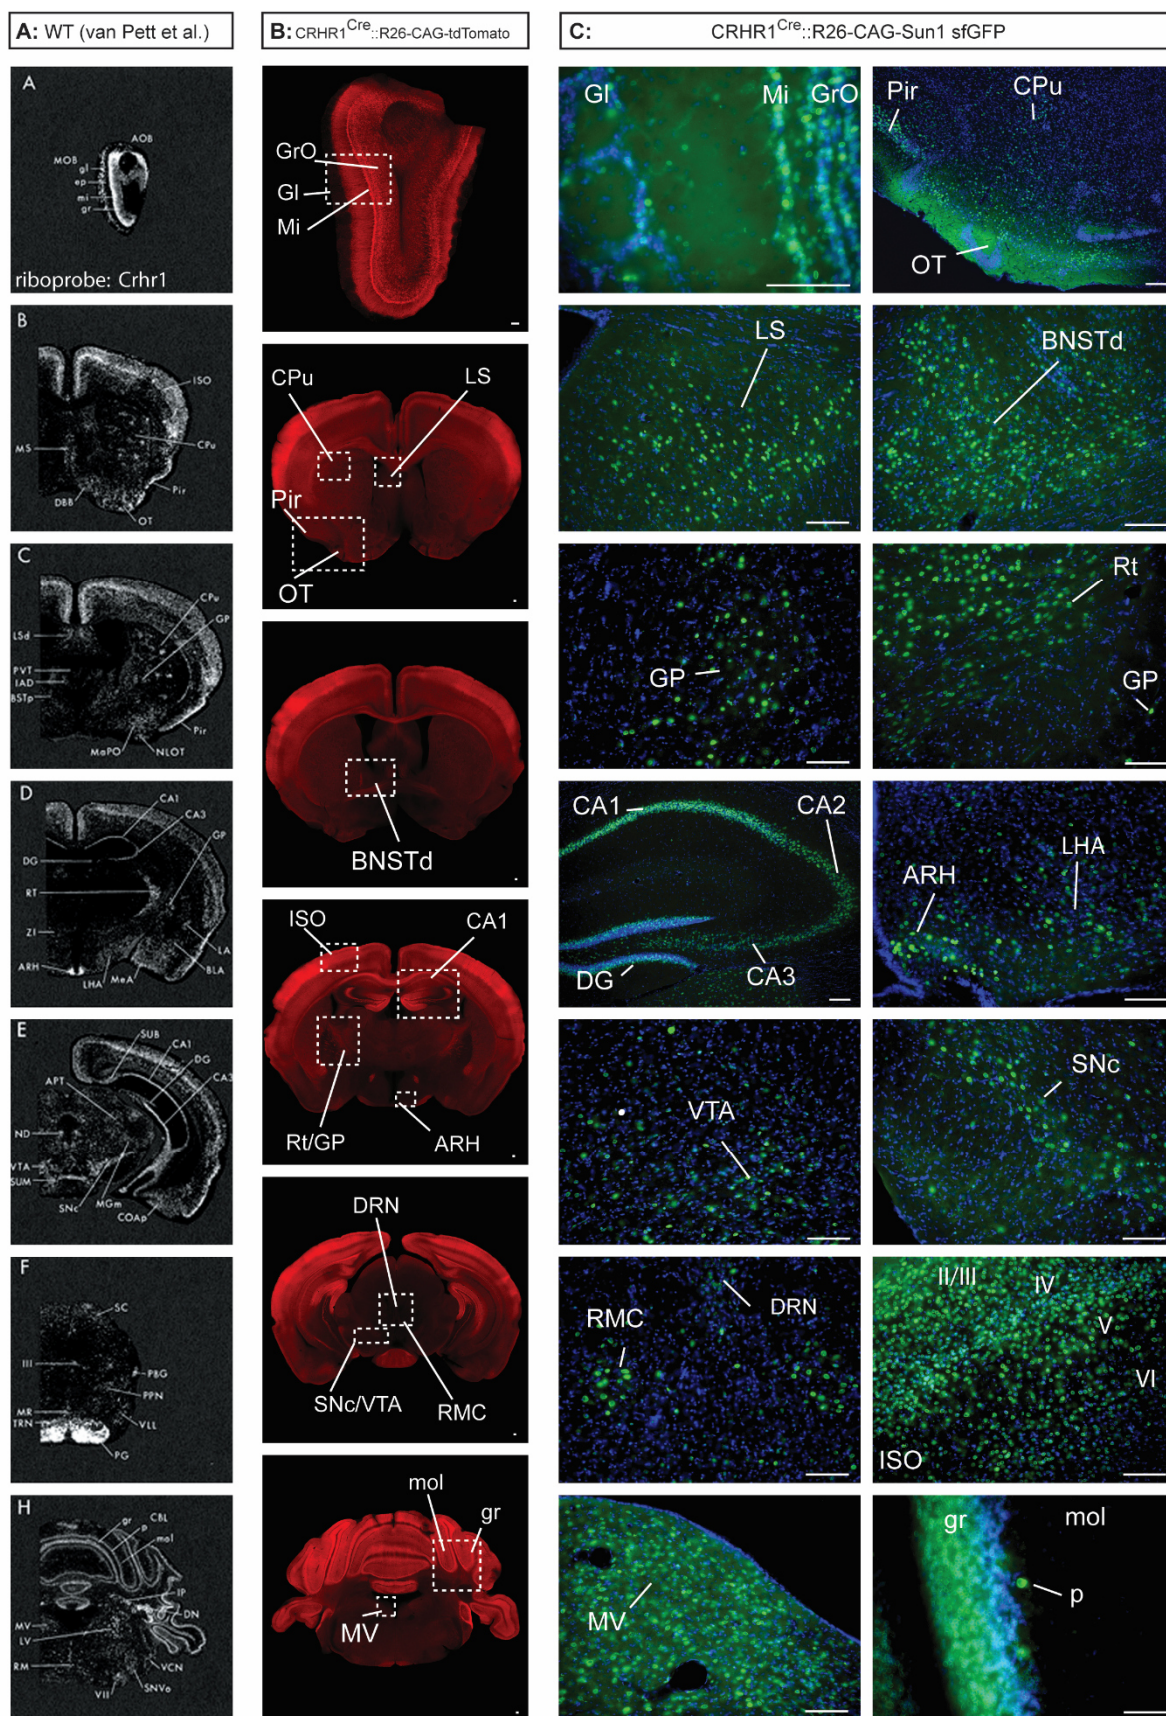 A: WT (van Pett et al.)
B: CRHR1Cre::R26-CAG-tdTomato
C: CRHR1Cre::R26-CAG-Sun1 sfGFP
A
AOB
MOB
gl
ep
mi
gr
riboprobe: Crhr1
GrO
Gl
Mi
Gl
Mi
GrO
Pir
CPu
OT
B
ISO
CPu
MS
Pir
DBB
OT
CPu
LS
Pir
OT
LS
BNSTd
C
CPu
GP
LSd
PVT
IAD
BSTp
Pir
MePO
NLOT
BNSTd
GP
Rt
GP
D
CA1
CA3
GP
DG
RT
ZI
LA
ARH
BLA
LHA
MeA
ISO
CA1
Rt/GP
ARH
CA1
CA2
DG
CA3
ARH
LHA
E
SUB
CA1
DG
APT
CA3
ND
VTA
SUM
SNc
MGm
COAp
DRN
SNc/VTA
RMC
VTA
SNc
F
SC
III
PBG
PPN
MR
TRN
VLL
PG
RMC
DRN
II/III
IV
V
VI
ISO
H
gr
CBL
p
mol
IP
DN
MV
LV
RM
VCN
SNVo
VII
mol
gr
MV
MV
gr
mol
p